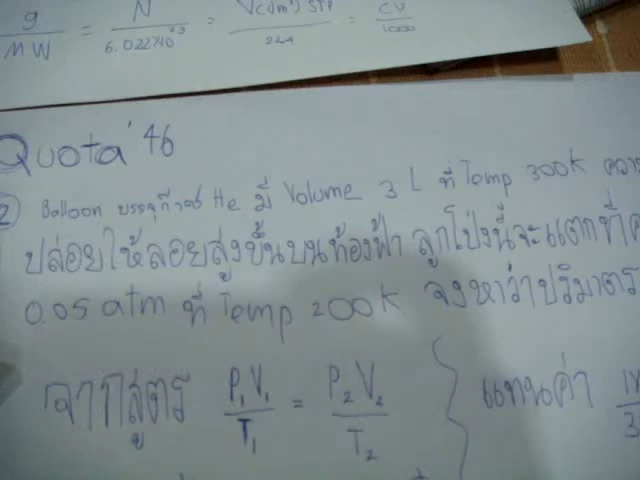 g/MW = N/6.022x10²³ = V(dm³) STP/22.4 = CV/1000
Quota '46
2 Balloon บรรจุก๊าซ He มี Volume 3 L ที่ Temp 300K
ปล่อยให้ลอยสูงขึ้นบนท้องฟ้า ลูกโป่งนี้จะแตกที่
0.05 atm ที่ Temp 200K จงหาว่าปริมาตร
จากสูตร P₁V₁/T₁ = P₂V₂/T₂ } แทนค่า